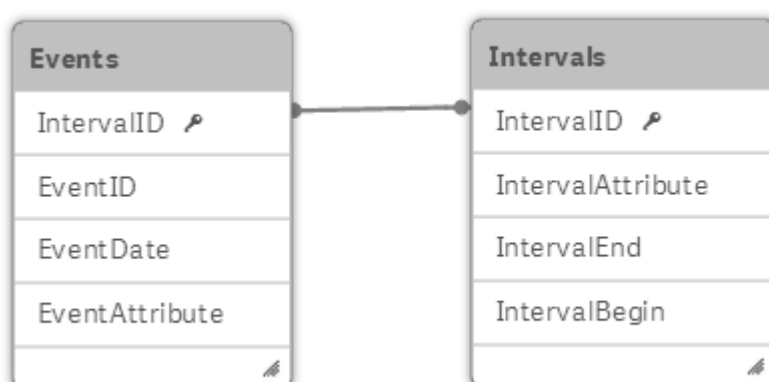 Events
IntervalID
EventID
EventDate
EventAttribute
Intervals
IntervalID
IntervalAttribute
IntervalEnd
IntervalBegin